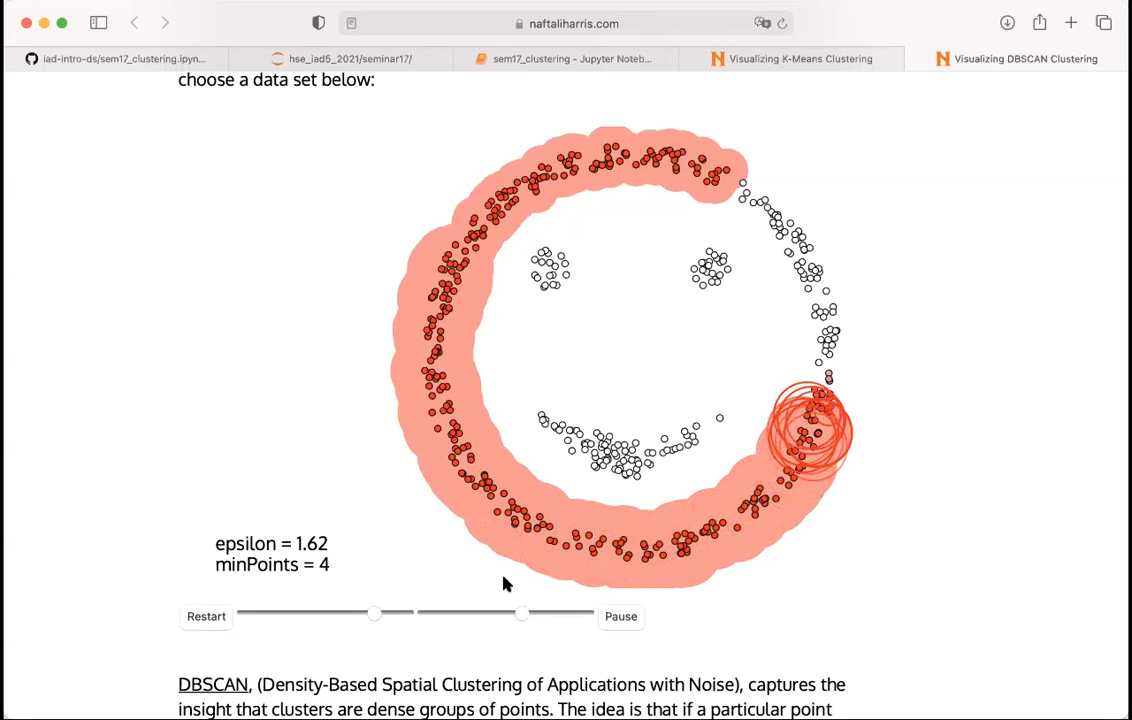 naftaliharris.com
iad-intro-ds/sem17_clustering.ipyn...
hse_iad5_2021/seminar17/
sem17_clustering - Jupyter Noteb...
Visualizing K-Means Clustering
Visualizing DBSCAN Clustering
choose a data set below:
epsilon = 1.62
minPoints = 4
Restart
Pause
DBSCAN, (Density-Based Spatial Clustering of Applications with Noise), captures the
insight that clusters are dense groups of points. The idea is that if a particular point